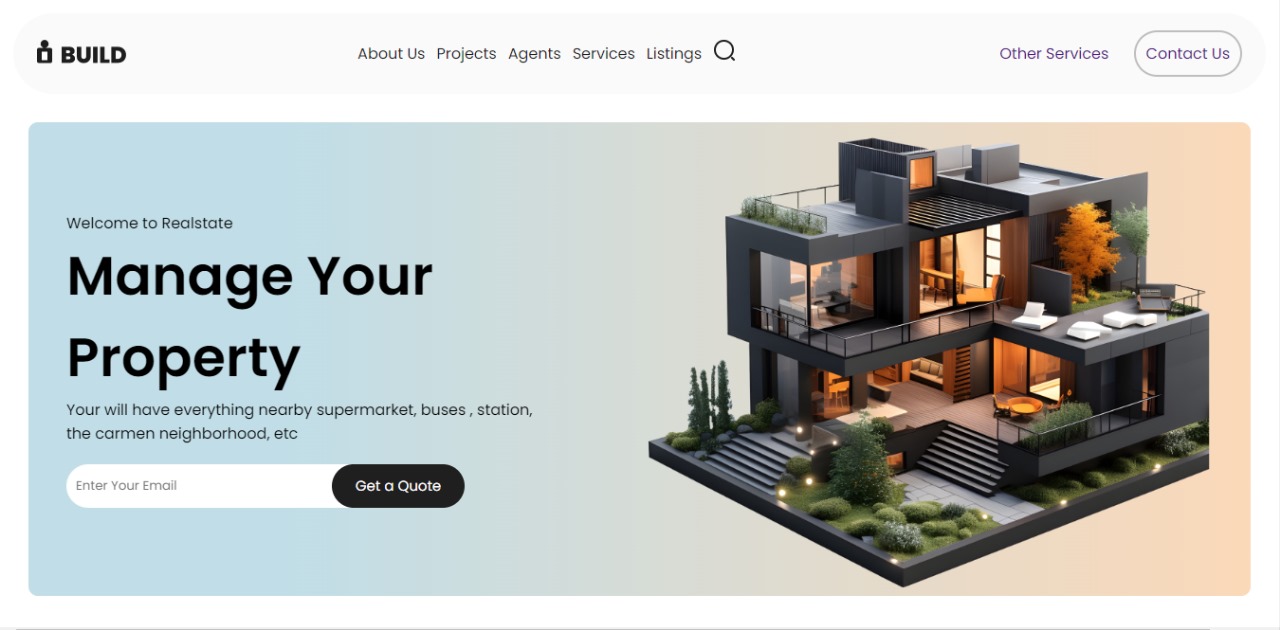 BUILD
About Us Projects Agents Services Listings
Other Services
Contact Us
Welcome to Realstate
Manage Your
Property
Your will have everything nearby supermarket, buses , station,
the carmen neighborhood, etc
Enter Your Email
Get a Quote